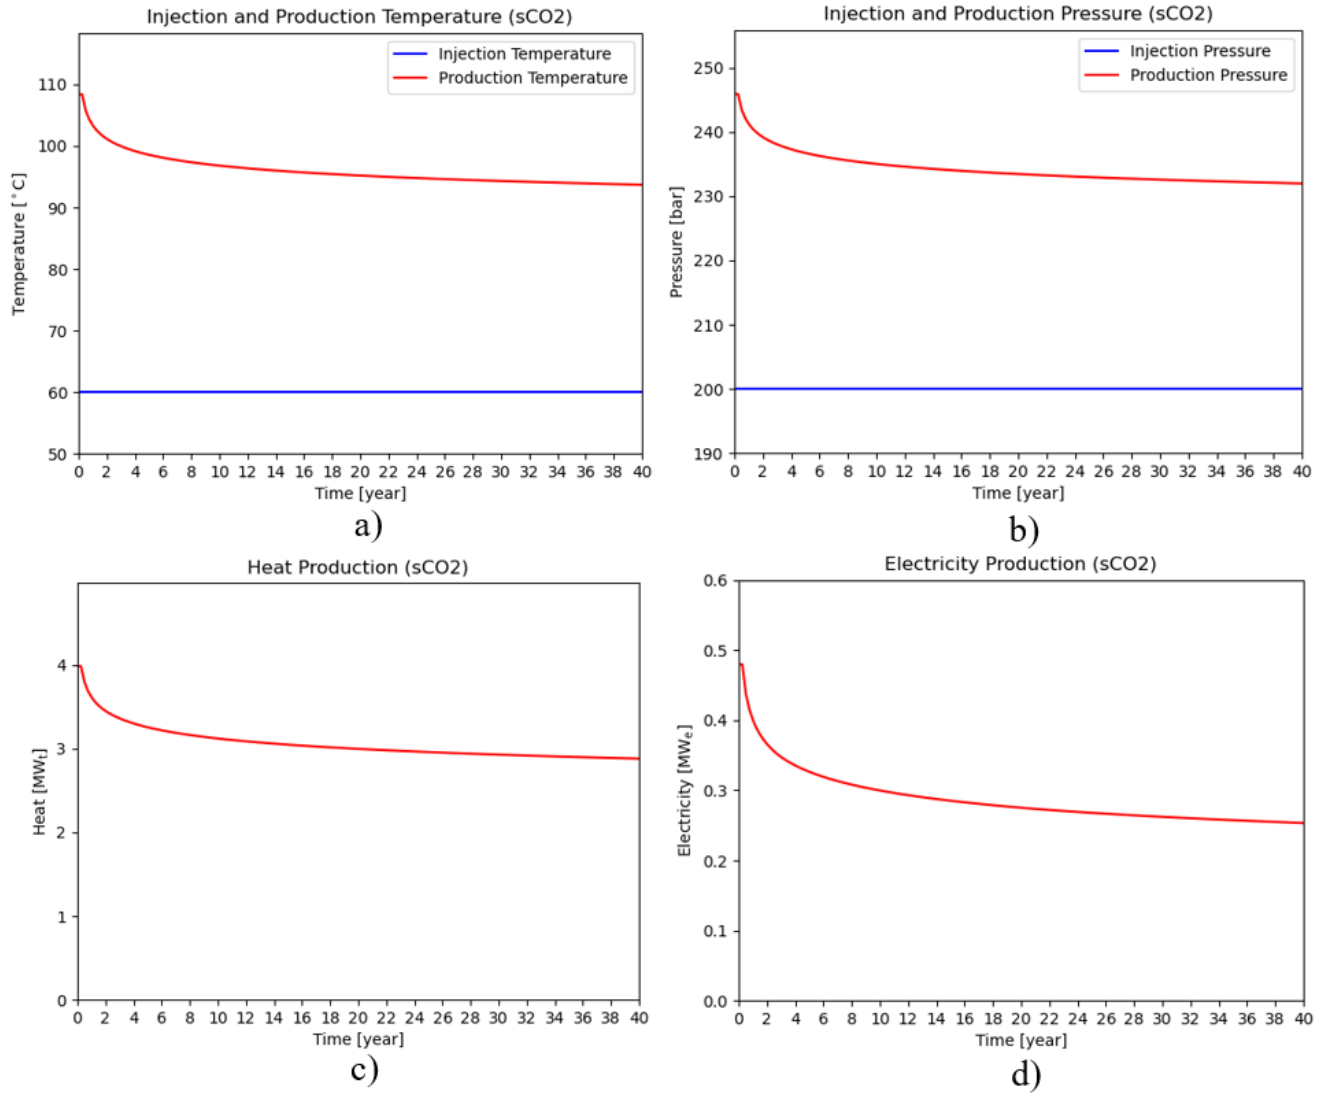 Injection and Production Temperature (sCO2)
Injection Temperature
Production Temperature
Temperature [°C]
110
100
90
80
70
60
50
0 2 4 6 8 10 12 14 16 18 20 22 24 26 28 30 32 34 36 38 40
Time [year]
a)
Injection and Production Pressure (sCO2)
Injection Pressure
Production Pressure
Pressure [bar]
250
240
230
220
210
200
190
0 2 4 6 8 10 12 14 16 18 20 22 24 26 28 30 32 34 36 38 40
Time [year]
b)
Heat Production (sCO2)
Heat [MWt]
4
3
2
1
0
0 2 4 6 8 10 12 14 16 18 20 22 24 26 28 30 32 34 36 38 40
Time [year]
c)
Electricity Production (sCO2)
Electricity [MWe]
0.6
0.5
0.4
0.3
0.2
0.1
0.0
0 2 4 6 8 10 12 14 16 18 20 22 24 26 28 30 32 34 36 38 40
Time [year]
d)